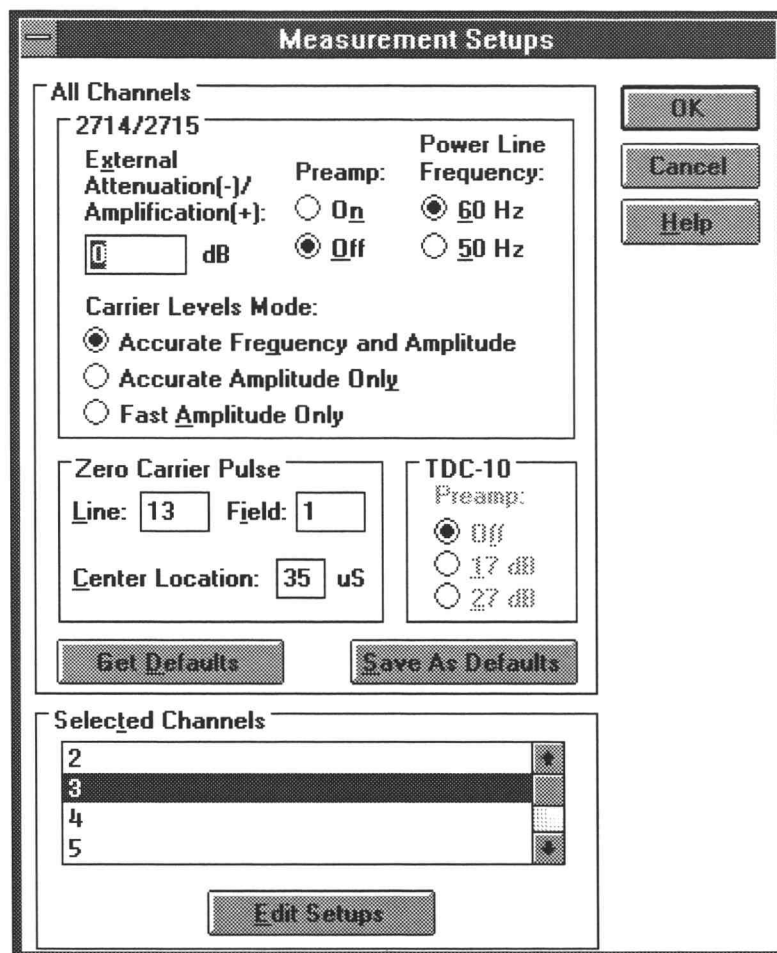 Measurement Setups
All Channels
OK
2714/2715
External
Attenuation(-)/
Amplification(+):
Preamp:
Power Line
Frequency:
Cancel
On
60 Hz
Help
0 dB
Off
50 Hz
Carrier Levels Mode:
Accurate Frequency and Amplitude
Accurate Amplitude Only
Fast Amplitude Only
Zero Carrier Pulse
Line: 13 Field: 1
Center Location: 35 uS
TDC-10
Preamp:
Off
17 dB
27 dB
Get Defaults
Save As Defaults
Selected Channels
2
3
4
5
Edit Setups